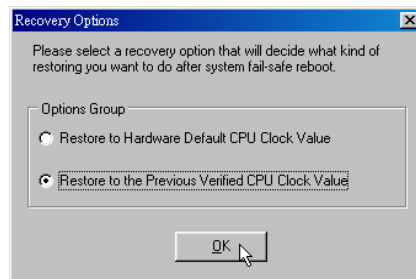 Recovery Options
Please select a recovery option that will decide what kind of
restoring you want to do after system fail-safe reboot.
Options Group
Restore to Hardware Default CPU Clock Value
Restore to the Previous Verified CPU Clock Value
OK